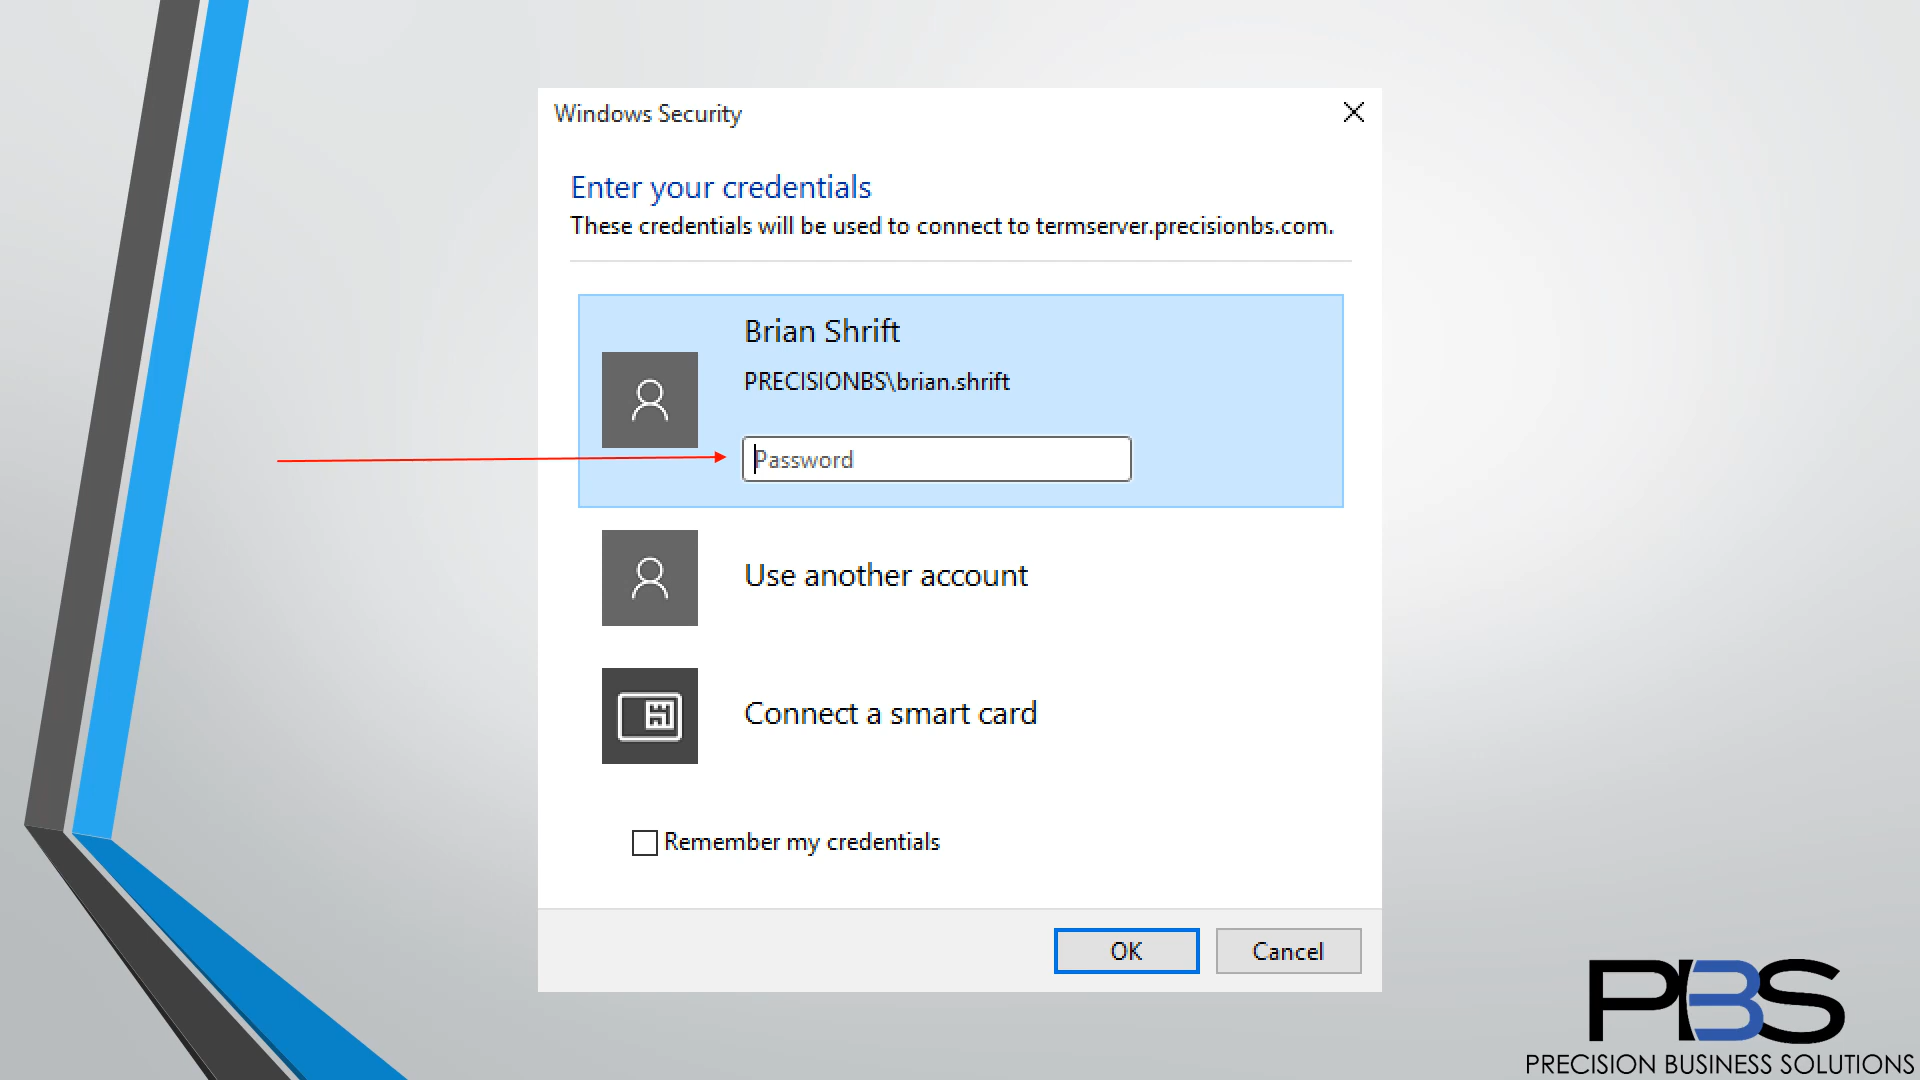 Windows Security
Enter your credentials
These credentials will be used to connect to termserver.precisionbs.com.
Brian Shrift
PRECISIONBS\brian.shrift
Password
Use another account
Connect a smart card
Remember my credentials
OK
Cancel
PBS
PRECISION BUSINESS SOLUTIONS